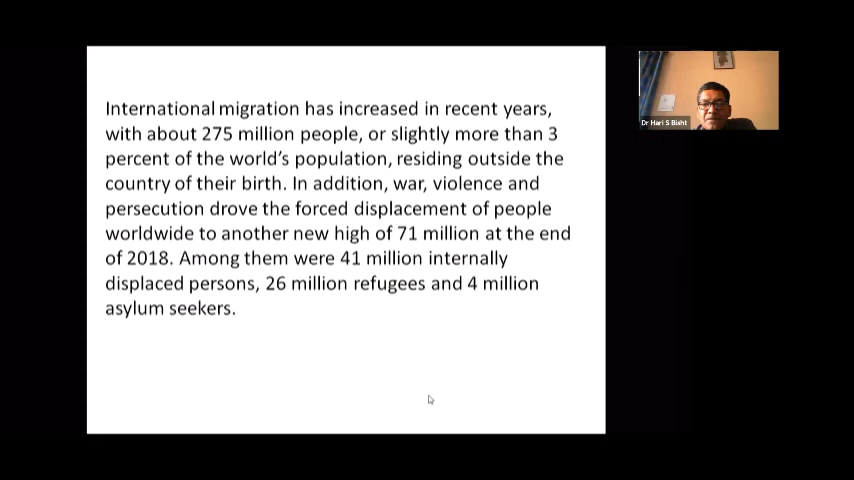 International migration has increased in recent years,
with about 275 million people, or slightly more than 3
percent of the world's population, residing outside the
country of their birth. In addition, war, violence and
persecution drove the forced displacement of people
worldwide to another new high of 71 million at the end
of 2018. Among them were 41 million internally
displaced persons, 26 million refugees and 4 million
asylum seekers.
Dr Hari S Bisht